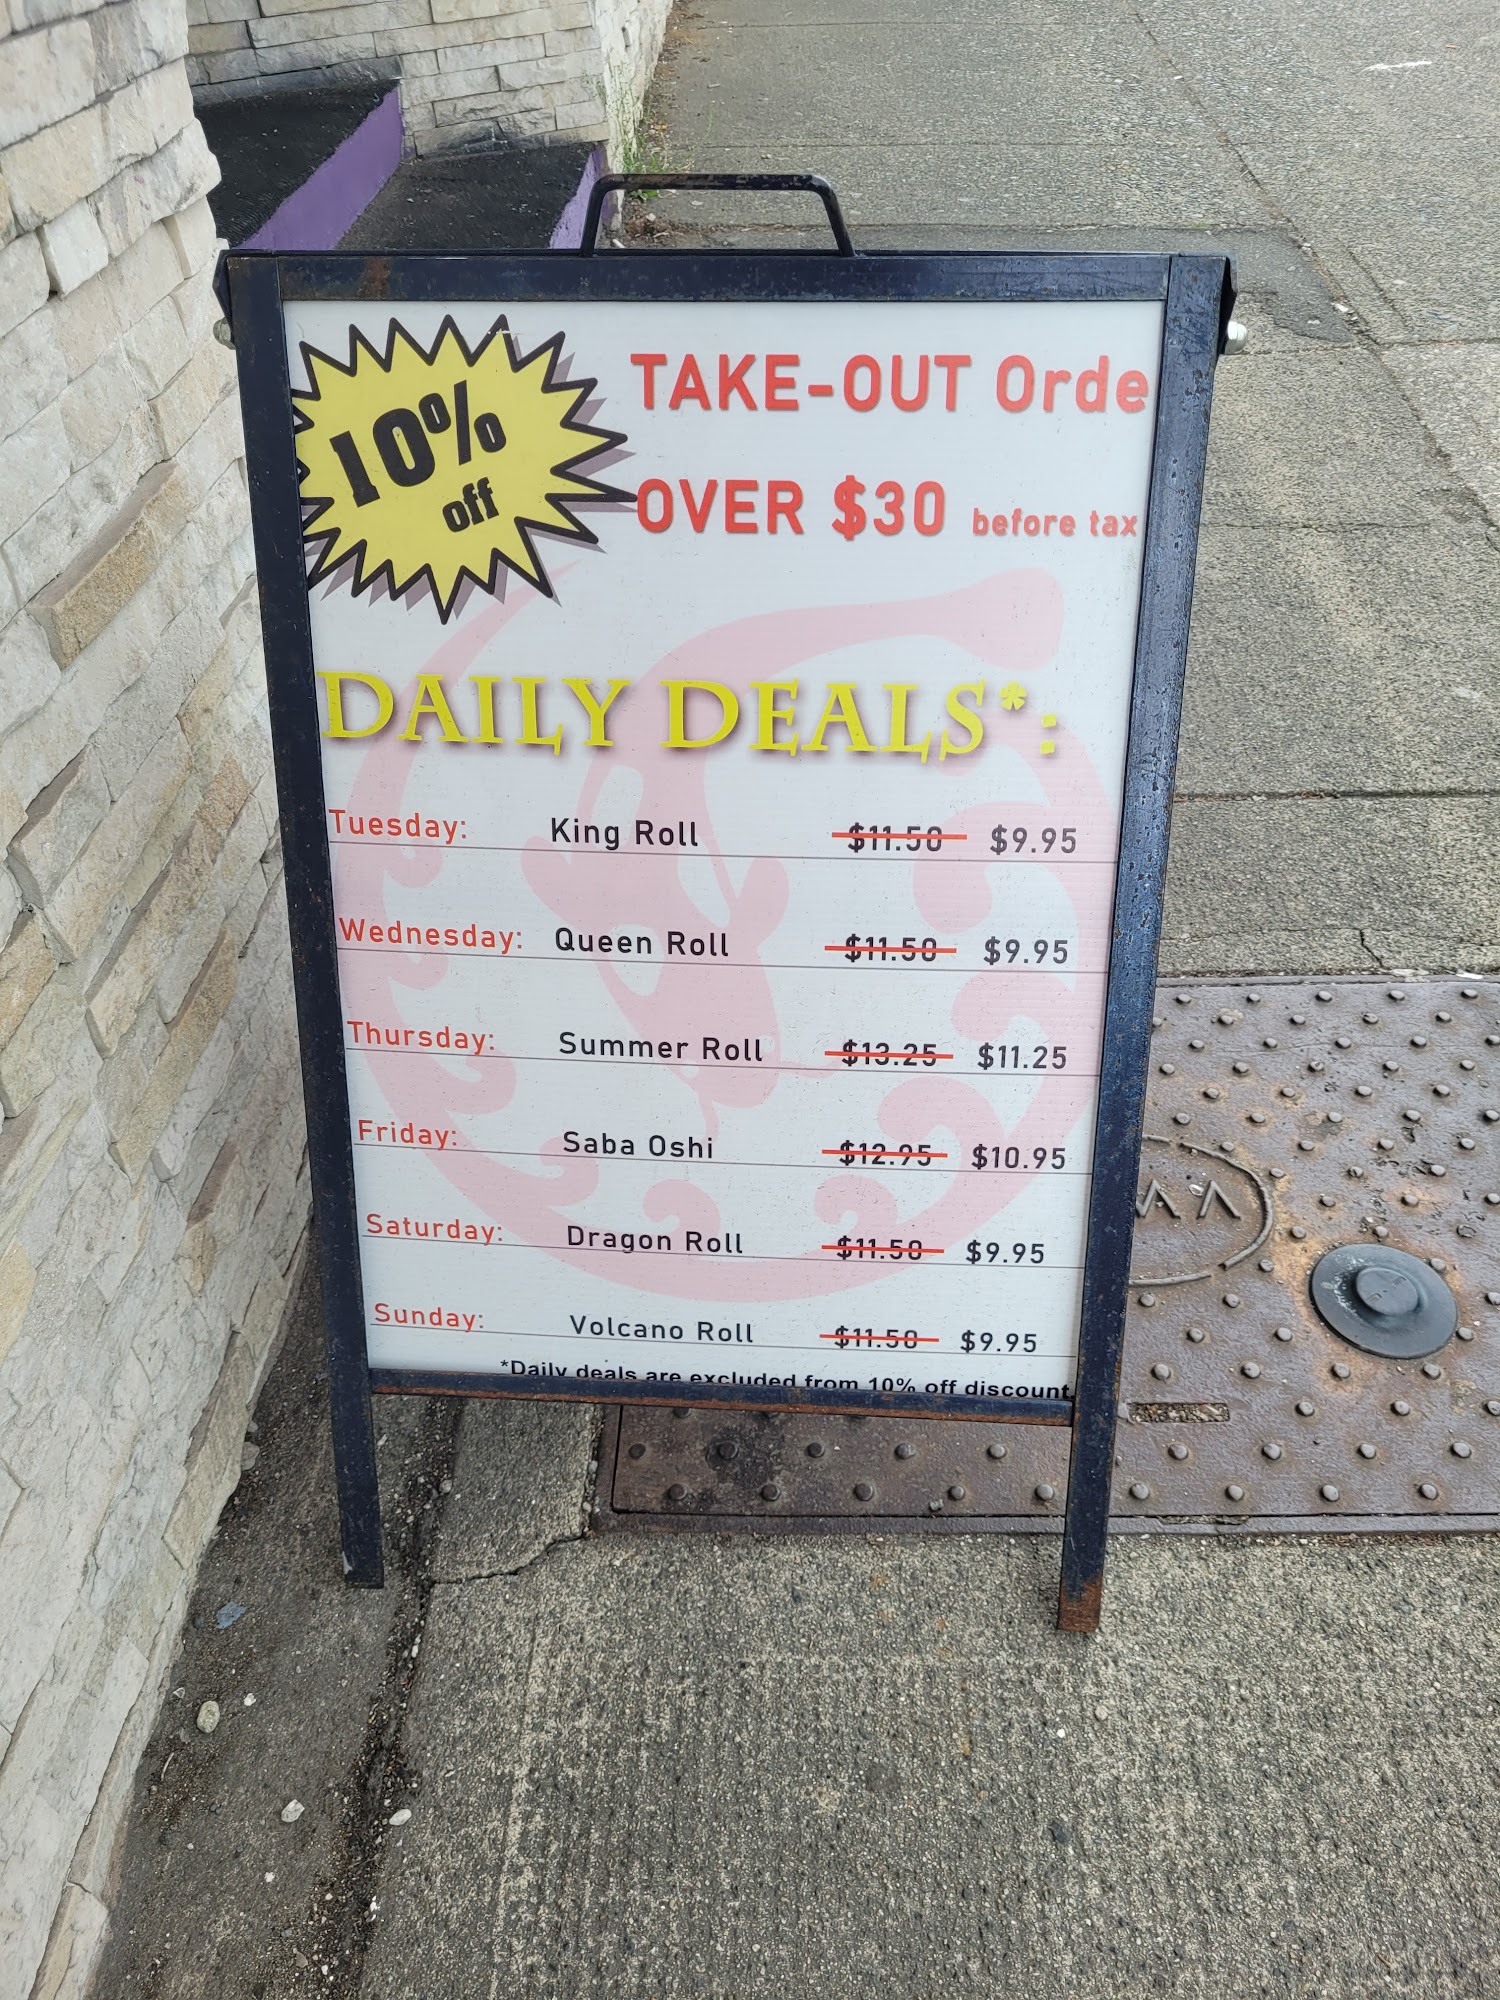 10%
off
TAKE-OUT Orde
OVER $30 before tax
DAILY DEALS*:
Tuesday: King Roll $11.50 $9.95
Wednesday: Queen Roll $11.50 $9.95
Thursday: Summer Roll $13.25 $11.25
Friday: Saba Oshi $12.95 $10.95
Saturday: Dragon Roll $11.50 $9.95
Sunday: Volcano Roll $11.50 $9.95
*Daily deals are excluded from 10% off discount.